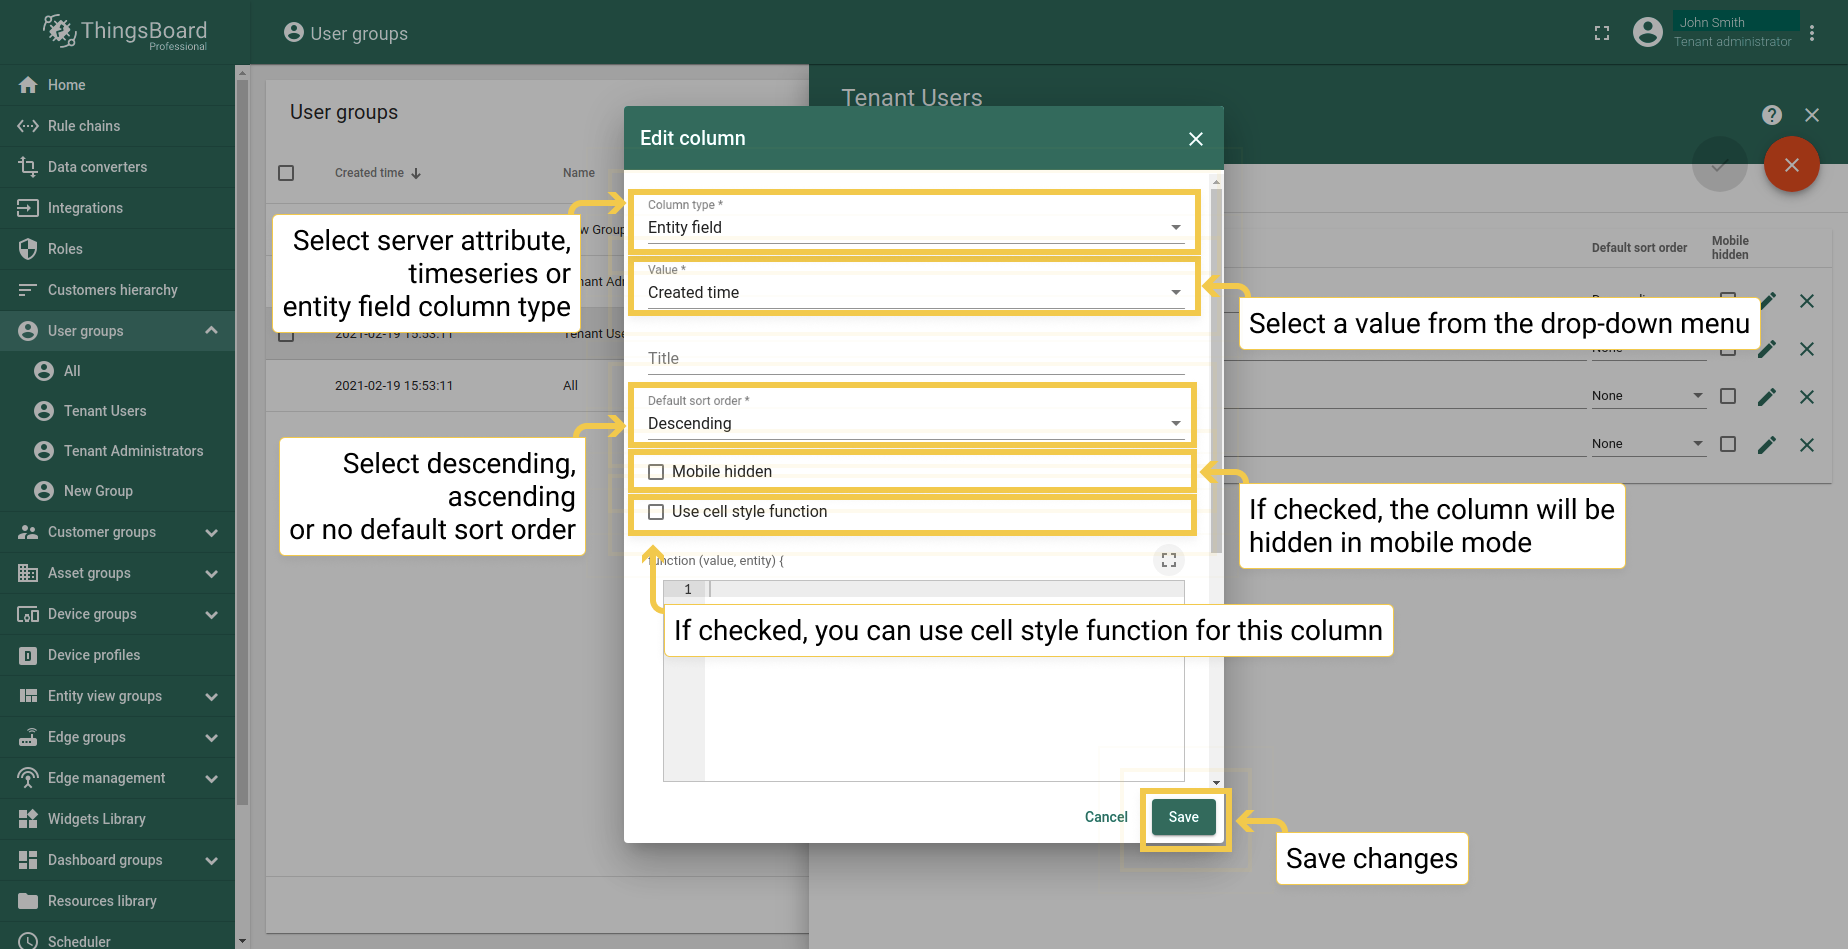 ThingsBoard
Professional
User groups
John Smith
Tenant administrator
Home
Rule chains
Data converters
Integrations
Roles
Customers hierarchy
User groups
All
Tenant Users
Tenant Administrators
New Group
Customer groups
Asset groups
Device groups
Device profiles
Entity view groups
Edge groups
Edge management
Widgets Library
Dashboard groups
Resources library
Scheduler
User groups
Created time
Name
2021-02-19 15:53:11
Tenant Use
2021-02-19 15:53:11
All
Tenant Users
Default sort order
Mobile
hidden
None
None
None
Edit column
Column type *
Entity field
Value *
Created time
Title
Default sort order *
Descending
Mobile hidden
Use cell style function
function (value, entity) {
1
Cancel
Save
Select server attribute,
timeseries or
entity field column type
Select a value from the drop-down menu
Select descending,
ascending
or no default sort order
If checked, the column will be
hidden in mobile mode
If checked, you can use cell style function for this column
Save changes